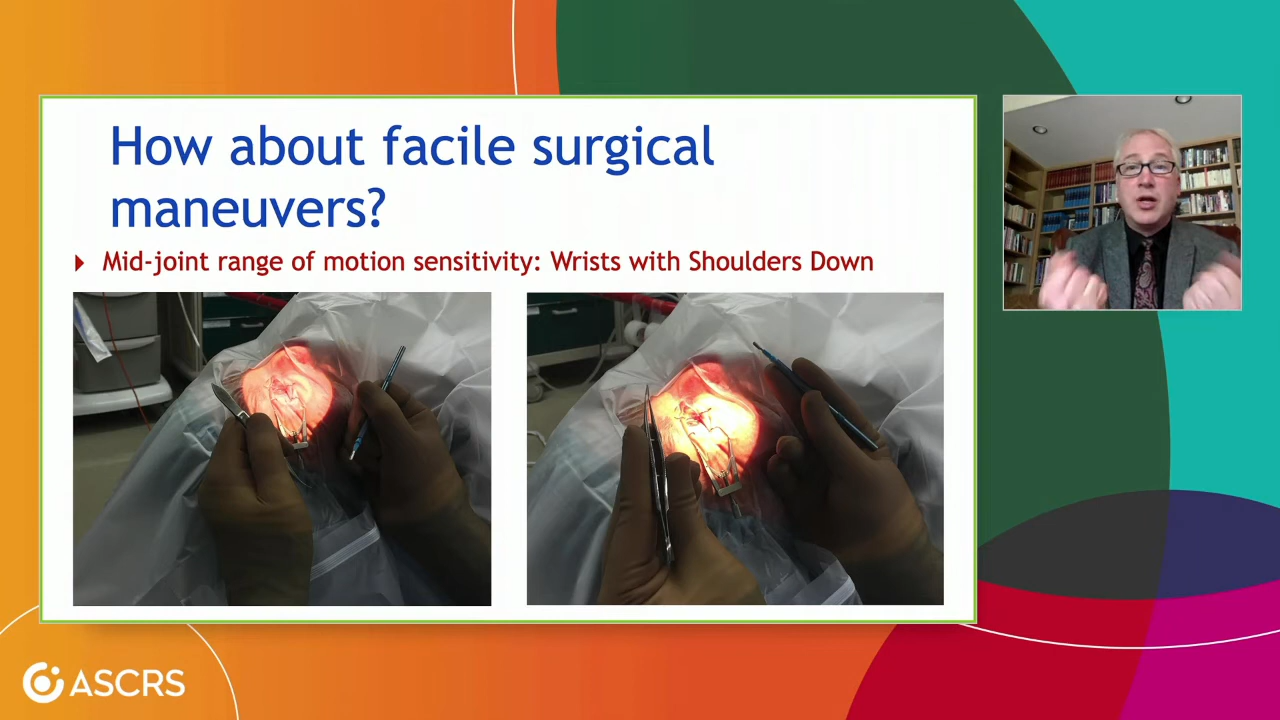 How about facile surgical
maneuvers?
Mid-joint range of motion sensitivity: Wrists with Shoulders Down
ASCRS